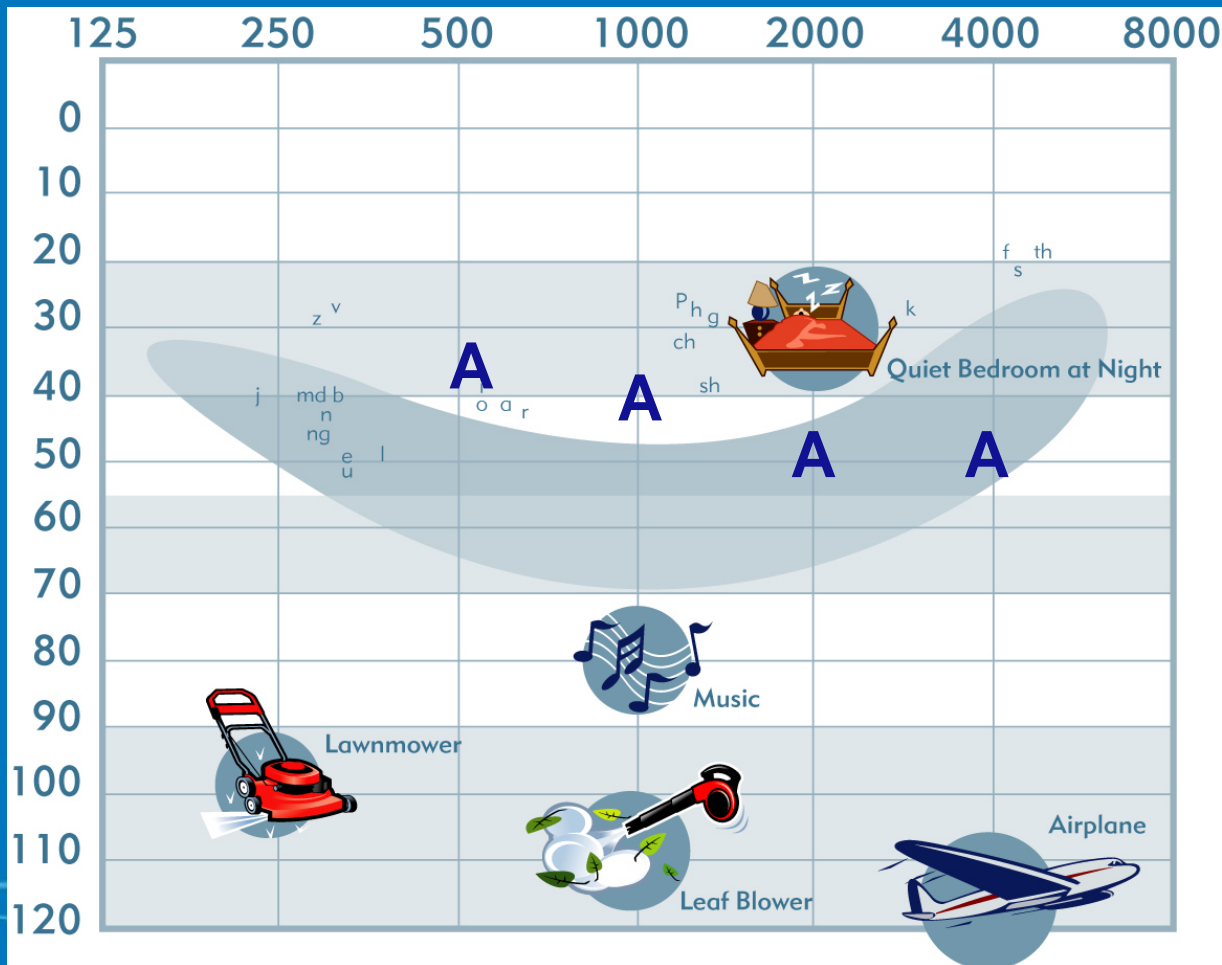 125 250 500 1000 2000 4000 8000
0
10
20
f th
s
z z z
30
z v
P h g
k
ch
Quiet Bedroom at Night
A A
40
j md b
sh
n
o a r
ng
A A
50
e l
u
60
70
80
Music
90
Lawnmower
100
Airplane
110
Leaf Blower
120